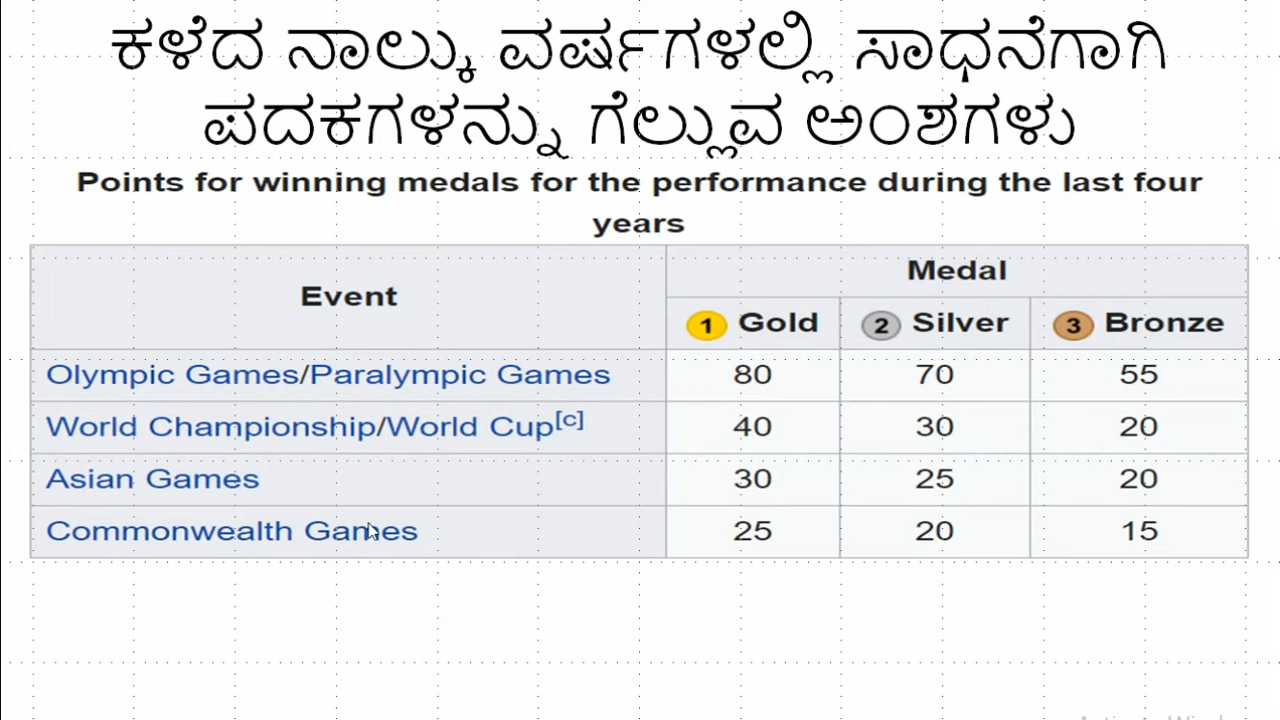 ಕಳೆದ ನಾಲ್ಕು ವರ್ಷಗಳಲ್ಲಿ ಸಾಧನೆಗಾಗಿ
ಪದಕಗಳನ್ನು ಗೆಲ್ಲುವ ಅಂಶಗಳು
Points for winning medals for the performance during the last four
years
Event Medal
1 Gold 2 Silver 3 Bronze
Olympic Games/Paralympic Games 80 70 55
World Championship/World Cup[c] 40 30 20
Asian Games 30 25 20
Commonwealth Games 25 20 15